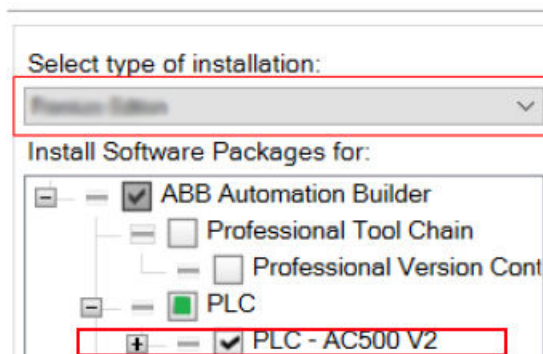 Select type of installation:
Install Software Packages for:
ABB Automation Builder
Professional Tool Chain
Professional Version Cont
PLC
PLC - AC500 V2